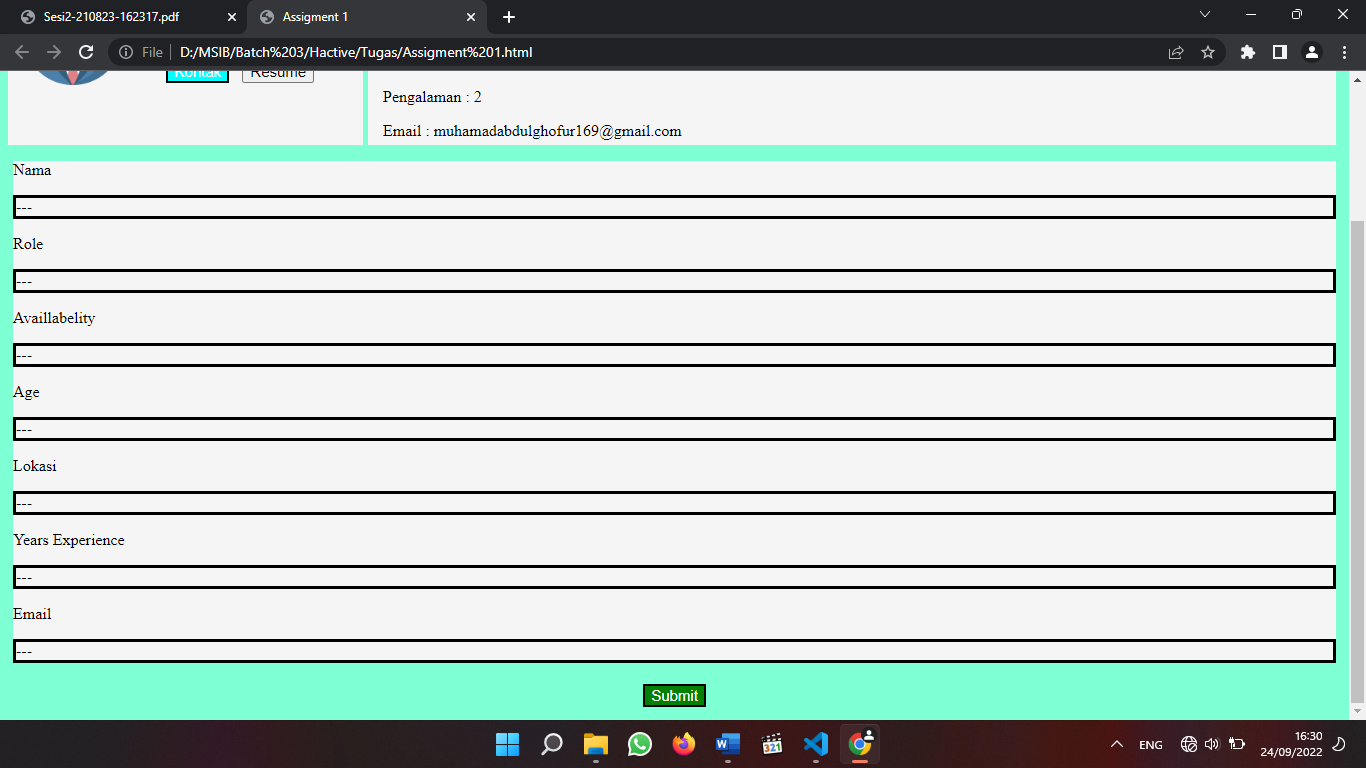 Sesi2-210823-162317.pdf
Assigment 1
File
D:/MSIB/Batch%203/Hactive/Tugas/Assigment%201.html
Kontak
Resume
Pengalaman : 2
Email : muhamadabdulghofur169@gmail.com
Nama
---
Role
---
Availlabelity
---
Age
---
Lokasi
---
Years Experience
---
Email
---
Submit
321
ENG
16:30
24/09/2022